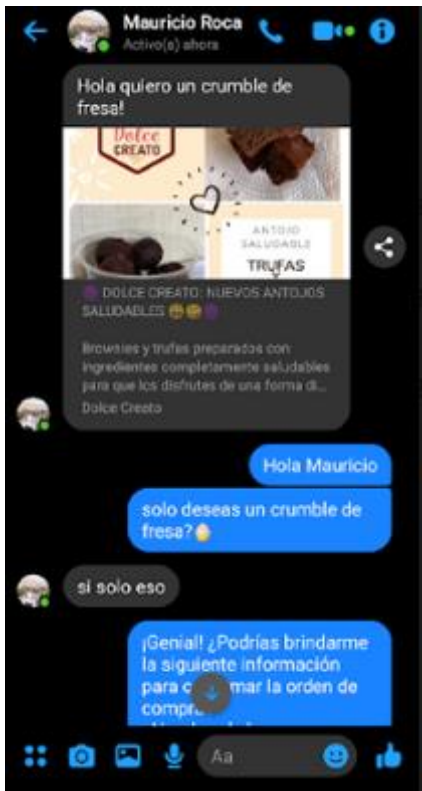 Mauricio Roca
Activo(a) ahora
Hola quiero un crumble de
fresa!
Dolce
CREATO
ANTOJO
SALUDABLE
TRUFAS
DOLCE CREATO: NUEVOS ANTOJOS
SALUDABLES
Brownies y trufas preparados con
ingredientes completamente saludables
para que los disfrutes de una forma di...
Dolce Creato
Hola Mauricio
solo deseas un crumble de
fresa?
si solo eso
¡Genial! ¿Podrías brindarme
la siguiente información
para mar la orden de
compra
Aa